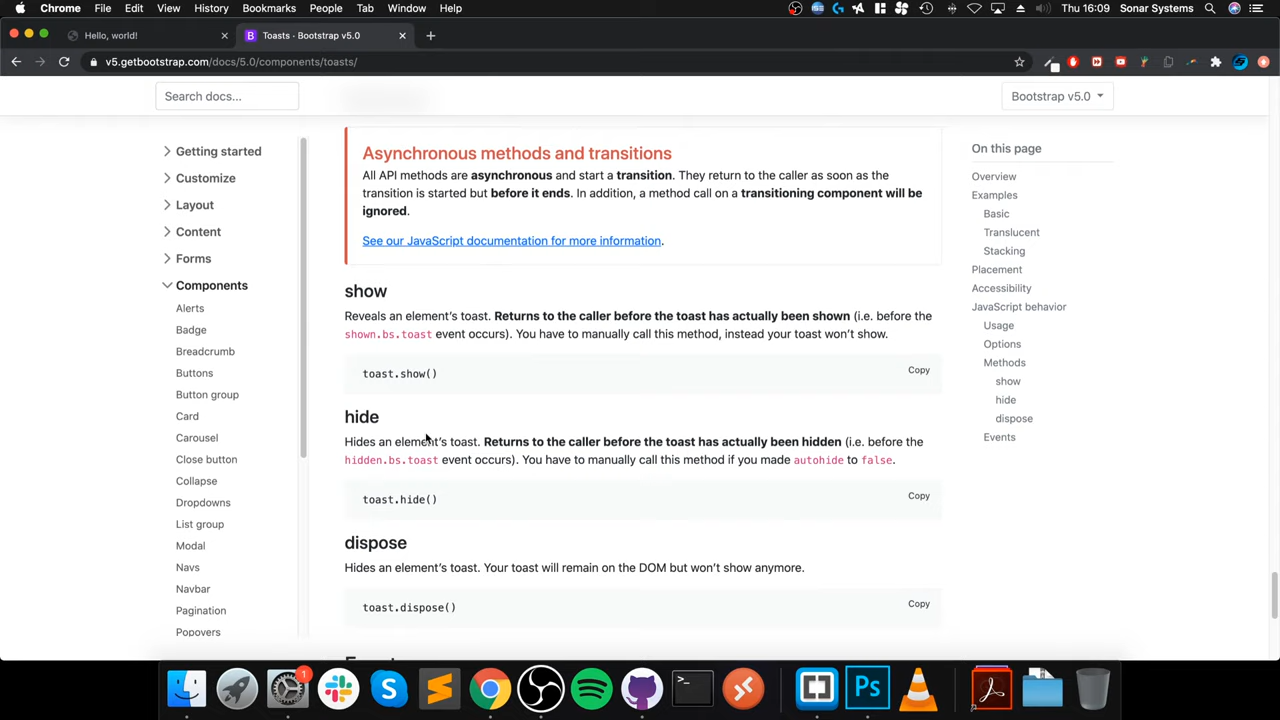 Chrome File Edit View History Bookmarks People Tab Window Help
Thu 16:09 Sonar Systems
Hello, world!
Toasts · Bootstrap v5.0
v5.getbootstrap.com/docs/5.0/components/toasts/
Search docs...
Bootstrap v5.0
Getting started
Customize
Layout
Content
Forms
Components
Alerts
Badge
Breadcrumb
Buttons
Button group
Card
Carousel
Close button
Collapse
Dropdowns
List group
Modal
Navs
Navbar
Pagination
Popovers
Asynchronous methods and transitions
All API methods are asynchronous and start a transition. They return to the caller as soon as the
transition is started but before it ends. In addition, a method call on a transitioning component will be
ignored.
See our JavaScript documentation for more information.
show
Reveals an element's toast. Returns to the caller before the toast has actually been shown (i.e. before the
shown.bs.toast event occurs). You have to manually call this method, instead your toast won't show.
toast.show()
Copy
hide
Hides an element's toast. Returns to the caller before the toast has actually been hidden (i.e. before the
hidden.bs.toast event occurs). You have to manually call this method if you made autohide to false.
toast.hide()
Copy
dispose
Hides an element's toast. Your toast will remain on the DOM but won't show anymore.
toast.dispose()
Copy
On this page
Overview
Examples
Basic
Translucent
Stacking
Placement
Accessibility
JavaScript behavior
Usage
Options
Methods
show
hide
dispose
Events
1
Ps